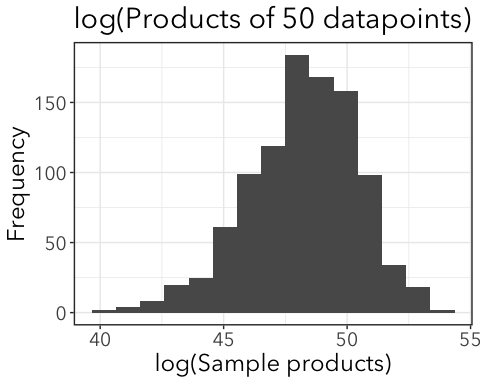 log(Products of 50 datapoints)
Frequency
150
100
50
0
40 45 50 55
log(Sample products)